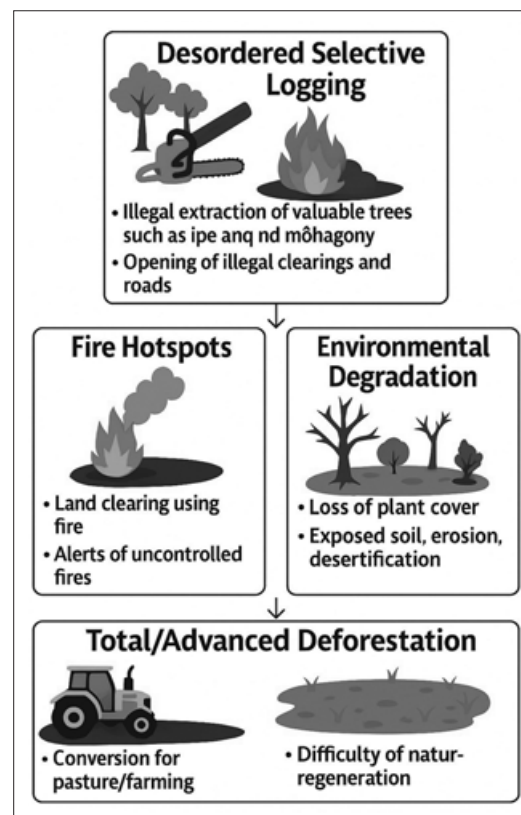 Desordered Selective
Logging
• Illegal extraction of valuable trees
such as ipe anq nd môhagony
• Opening of illegal clearings and
roads
Fire Hotspots
• Land clearing using
fire
• Alerts of uncontrolled
fires
Environmental
Degradation
• Loss of plant cover
• Exposed soil, erosion,
desertification
Total/Advanced Deforestation
• Conversion for
pasture/farming
• Difficulty of natur-
regeneration